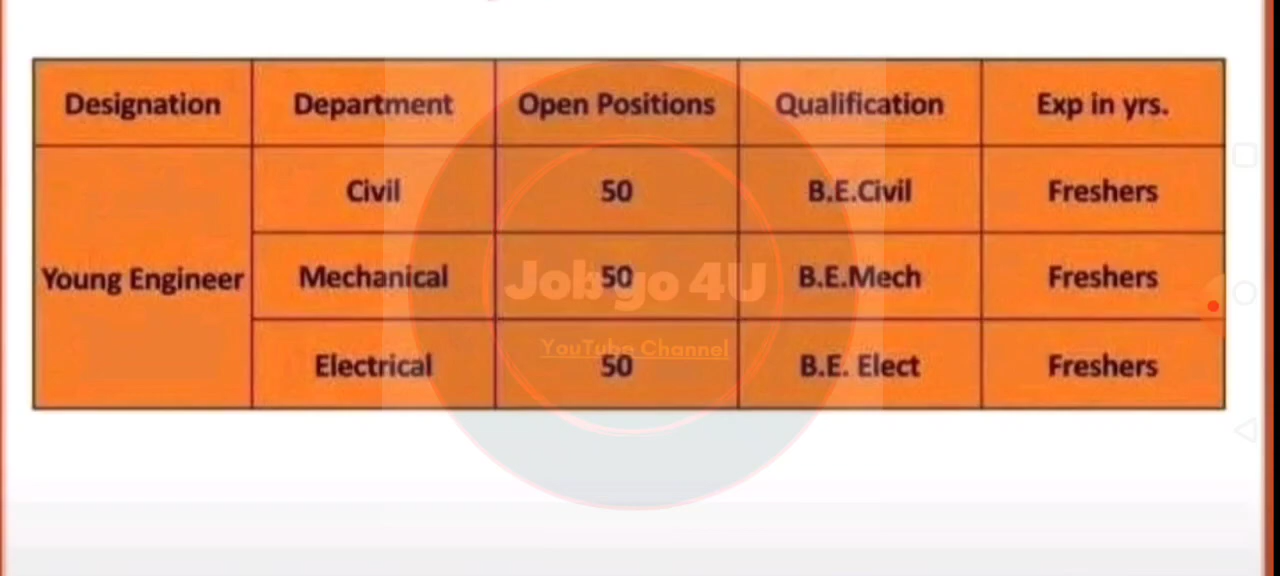 Designation Department Open Positions Qualification Exp in yrs.
Civil 50 B.E.Civil Freshers
Young Engineer Mechanical 50 B.E.Mech Freshers
Electrical 50 B.E. Elect Freshers
Job go 4U
YouTube Channel